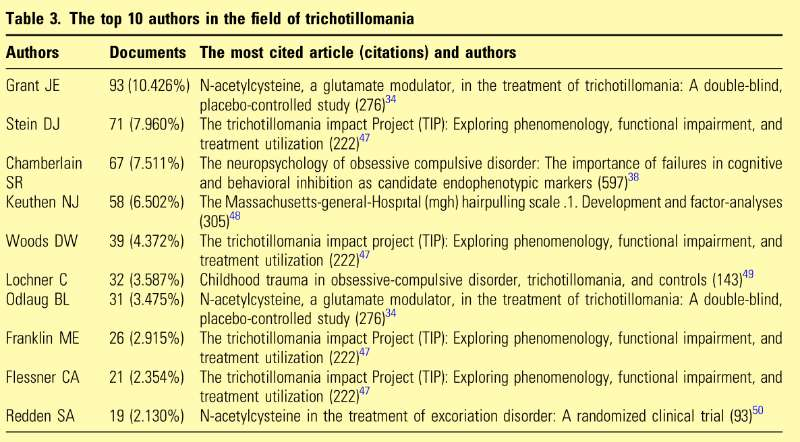 Table 3. The top 10 authors in the field of trichotillomania
Authors Documents The most cited article (citations) and authors
Grant JE 93 (10.426%) N-acetylcysteine, a glutamate modulator, in the treatment of trichotillomania: A double-blind,
placebo-controlled study (276)34
Stein DJ 71 (7.960%) The trichotillomania impact Project (TIP): Exploring phenomenology, functional impairment, and
treatment utilization (222)47
Chamberlain 67 (7.511%) The neuropsychology of obsessive compulsive disorder: The importance of failures in cognitive
SR and behavioral inhibition as candidate endophenotypic markers (597)38
Keuthen NJ 58 (6.502%) The Massachusetts-general-Hospıtal (mgh) hairpulling scale .1. Development and factor-analyses
(305)48
Woods DW 39 (4.372%) The trichotillomania impact project (TIP): Exploring phenomenology, functional impairment, and
treatment utilization (222)47
Lochner C 32 (3.587%) Childhood trauma in obsessive-compulsive disorder, trichotillomania, and controls (143)49
Odlaug BL 31 (3.475%) N-acetylcysteine, a glutamate modulator, in the treatment of trichotillomania: A double-blind,
placebo-controlled study (276)34
Franklin ME 26 (2.915%) The trichotillomania impact Project (TIP): Exploring phenomenology, functional impairment, and
treatment utilization (222)47
Flessner CA 21 (2.354%) The trichotillomania impact Project (TIP): Exploring phenomenology, functional impairment, and
treatment utilization (222)47
Redden SA 19 (2.130%) N-acetylcysteine in the treatment of excoriation disorder: A randomized clinical trial (93)50